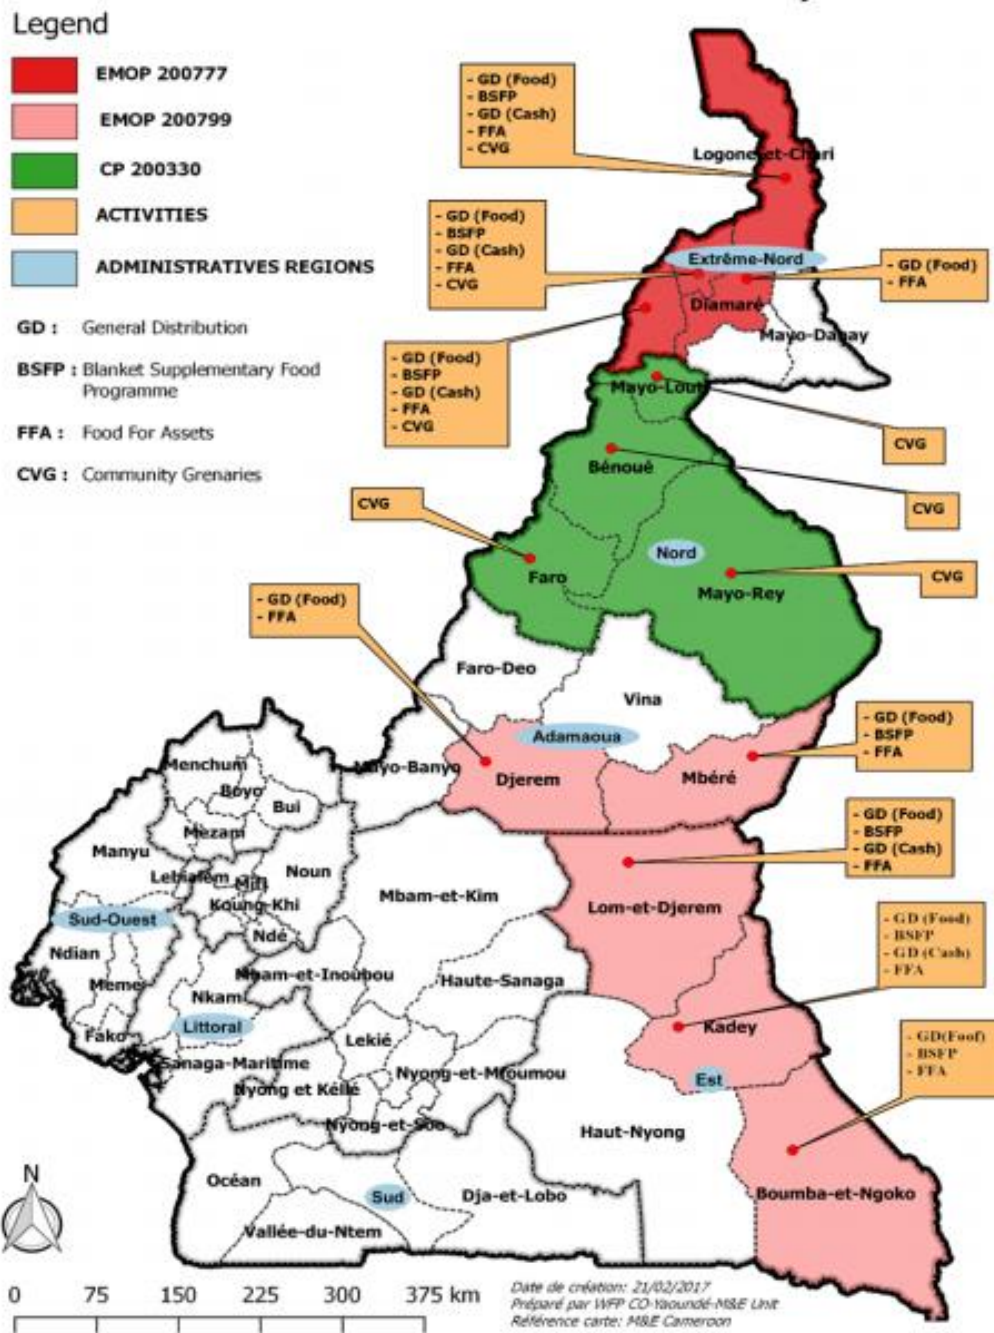 Legend
EMOP 200777
EMOP 200799
CP 200330
ACTIVITIES
ADMINISTRATIVES REGIONS
GD : General Distribution
BSFP : Blanket Supplementary Food
Programme
FFA : Food For Assets
CVG : Community Grenaries
- GD (Food)
- BSFP
- GD (Cash)
- FFA
- CVG
Logone-et-Chari
- GD (Food)
- BSFP
- GD (Cash)
- FFA
- CVG
Extrême-Nord
- GD (Food)
- FFA
Diamaré
Mayo-Danay
- GD (Food)
- BSFP
- GD (Cash)
- FFA
- CVG
Mayo-Louti
CVG
Bénoué
CVG
CVG
Nord
Faro
Mayo-Rey
CVG
- GD (Food)
- FFA
Faro-Deo
Vina
Adamaoua
- GD (Food)
- BSFP
- FFA
Mayo-Banyo
Djerem
Mbéré
Menchum
Boyo
Bui
Mezam
Manyu
Noun
Lebialem
Mifi
Koung-Khi
Ndé
Mbam-et-Kim
- GD (Food)
- BSFP
- GD (Cash)
- FFA
Lom-et-Djerem
Sud-Ouest
Ndian
Meme
Mbam-et-Inoubou
Haute-Sanaga
- GD (Food)
- BSFP
- GD (Cash)
- FFA
Nkam
Fako
Littoral
Lekié
Kadey
Sanaga-Maritime
Nyong et Kéllé
Nyong-et-Mfoumou
- GD(Foof)
- BSFP
- FFA
Est
Nyong-et-Soo
Haut-Nyong
Océan
Sud
Dja-et-Lobo
Boumba-et-Ngoko
Vallée-du-Ntem
N
0 75 150 225 300 375 km
Date de création: 21/02/2017
Préparé par WFP CO-Yaoundé-M&E Unit
Réference carte: M&E Cameroon